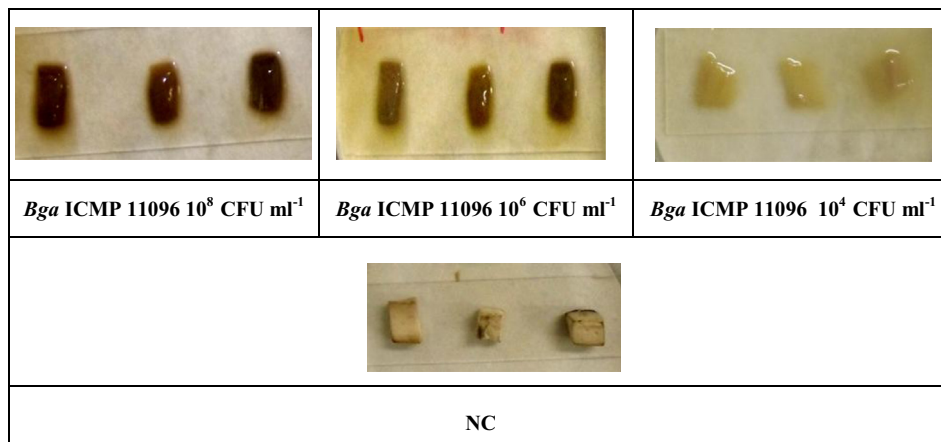 Bga ICMP 11096 10⁸ CFU ml⁻¹
Bga ICMP 11096 10⁶ CFU ml⁻¹
Bga ICMP 11096 10⁴ CFU ml⁻¹
NC